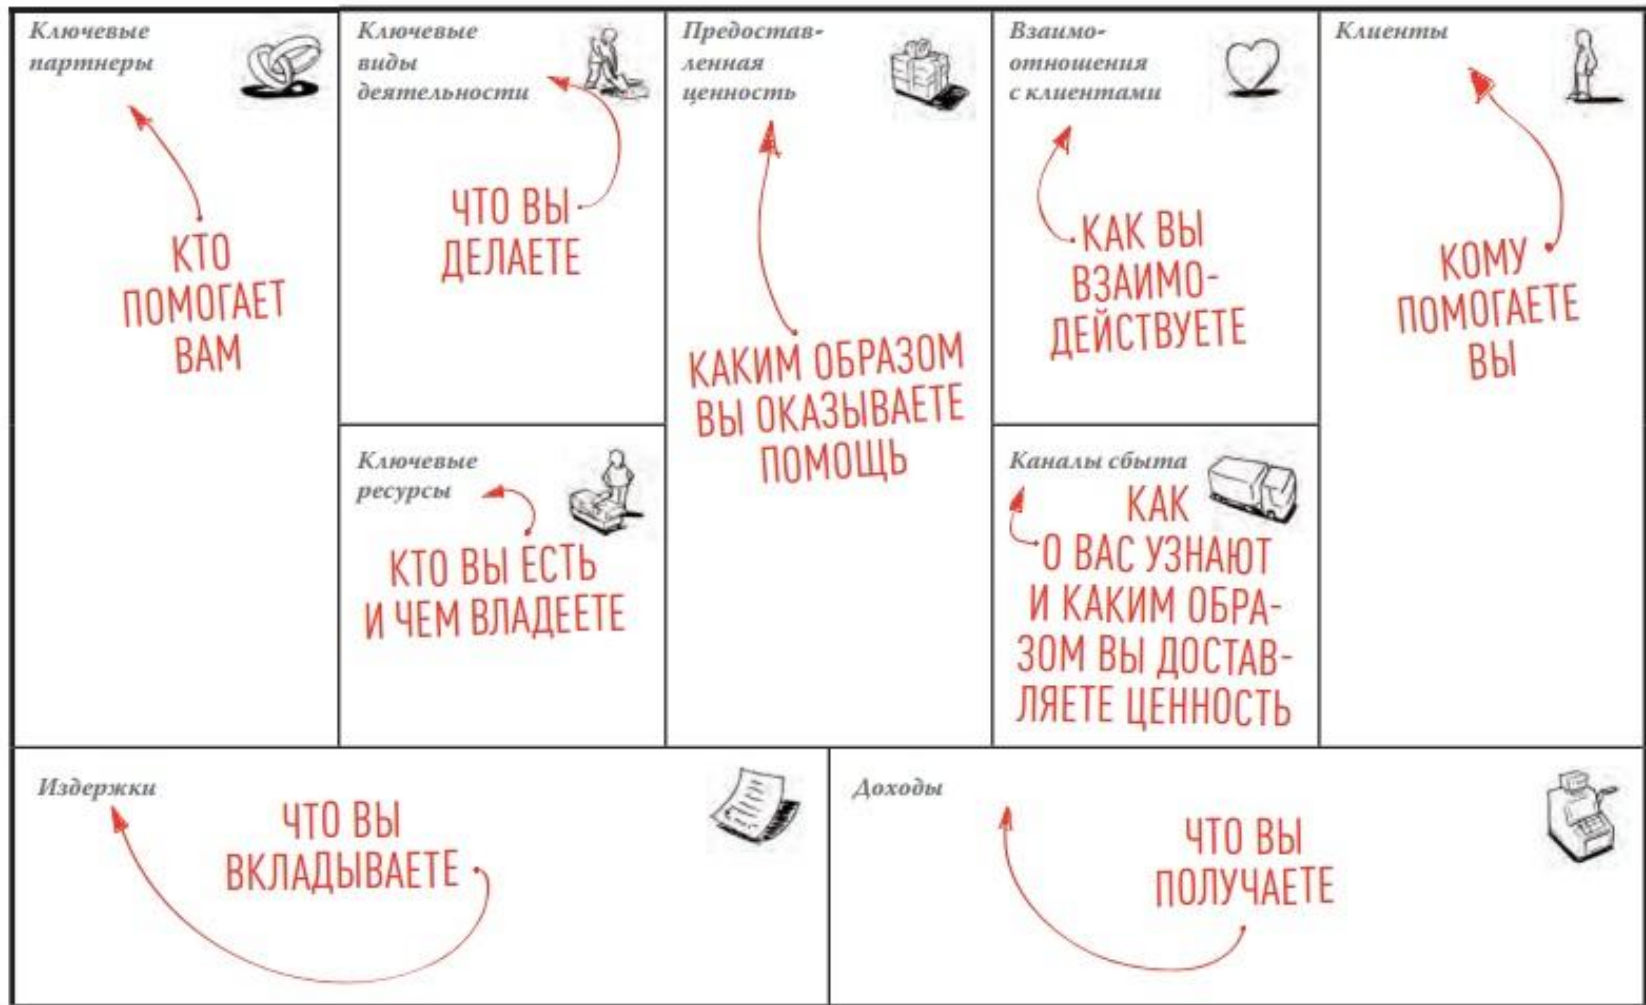 Ключевые
партнеры
КТО
ПОМОГАЕТ
ВАМ
Ключевые
виды
деятельности
ЧТО ВЫ
ДЕЛАЕТЕ
Ключевые
ресурсы
КТО ВЫ ЕСТЬ
И ЧЕМ ВЛАДЕЕТЕ
Предостав-
ленная
ценность
КАКИМ ОБРАЗОМ
ВЫ ОКАЗЫВАЕТЕ
ПОМОЩЬ
Взаимо-
отношения
с клиентами
КАК ВЫ
ВЗАИМО-
ДЕЙСТВУЕТЕ
Каналы сбыта
КАК
О ВАС УЗНАЮТ
И КАКИМ ОБРА-
ЗОМ ВЫ ДОСТАВ-
ЛЯЕТЕ ЦЕННОСТЬ
Клиенты
КОМУ
ПОМОГАЕТЕ
ВЫ
Издержки
ЧТО ВЫ
ВКЛАДЫВАЕТЕ
Доходы
ЧТО ВЫ
ПОЛУЧАЕТЕ